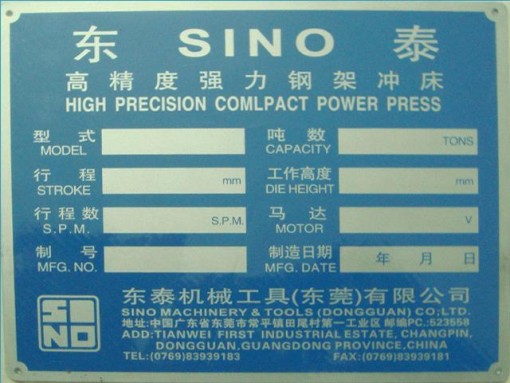 东 SINO 泰
高精度强力钢架冲床
HIGH PRECISION COMLPACT POWER PRESS
型式 MODEL 吨数 CAPACITY TONS
行程 STROKE mm 工作高度 DIE HEIGHT mm
行程数 S.P.M. S.P.M. 马达 MOTOR V
制号 MFG. NO. 制造日期 MFG. DATE 年 月 日
SINO
东泰机械工具(东莞)有限公司
SINO MACHINERY & TOOLS (DONGGUAN) CO;LTD.
地址:中国广东省东莞市常平镇田尾村第一工业区 邮编PC:523558
ADD:TIANWEI FIRST INDUSTRIAL ESTATE, CHANGPIN,
DONGGUAN,GUANGDONG PROVINCE,CHINA
TEL:(0769)83939183 FAX:(0769)83939181